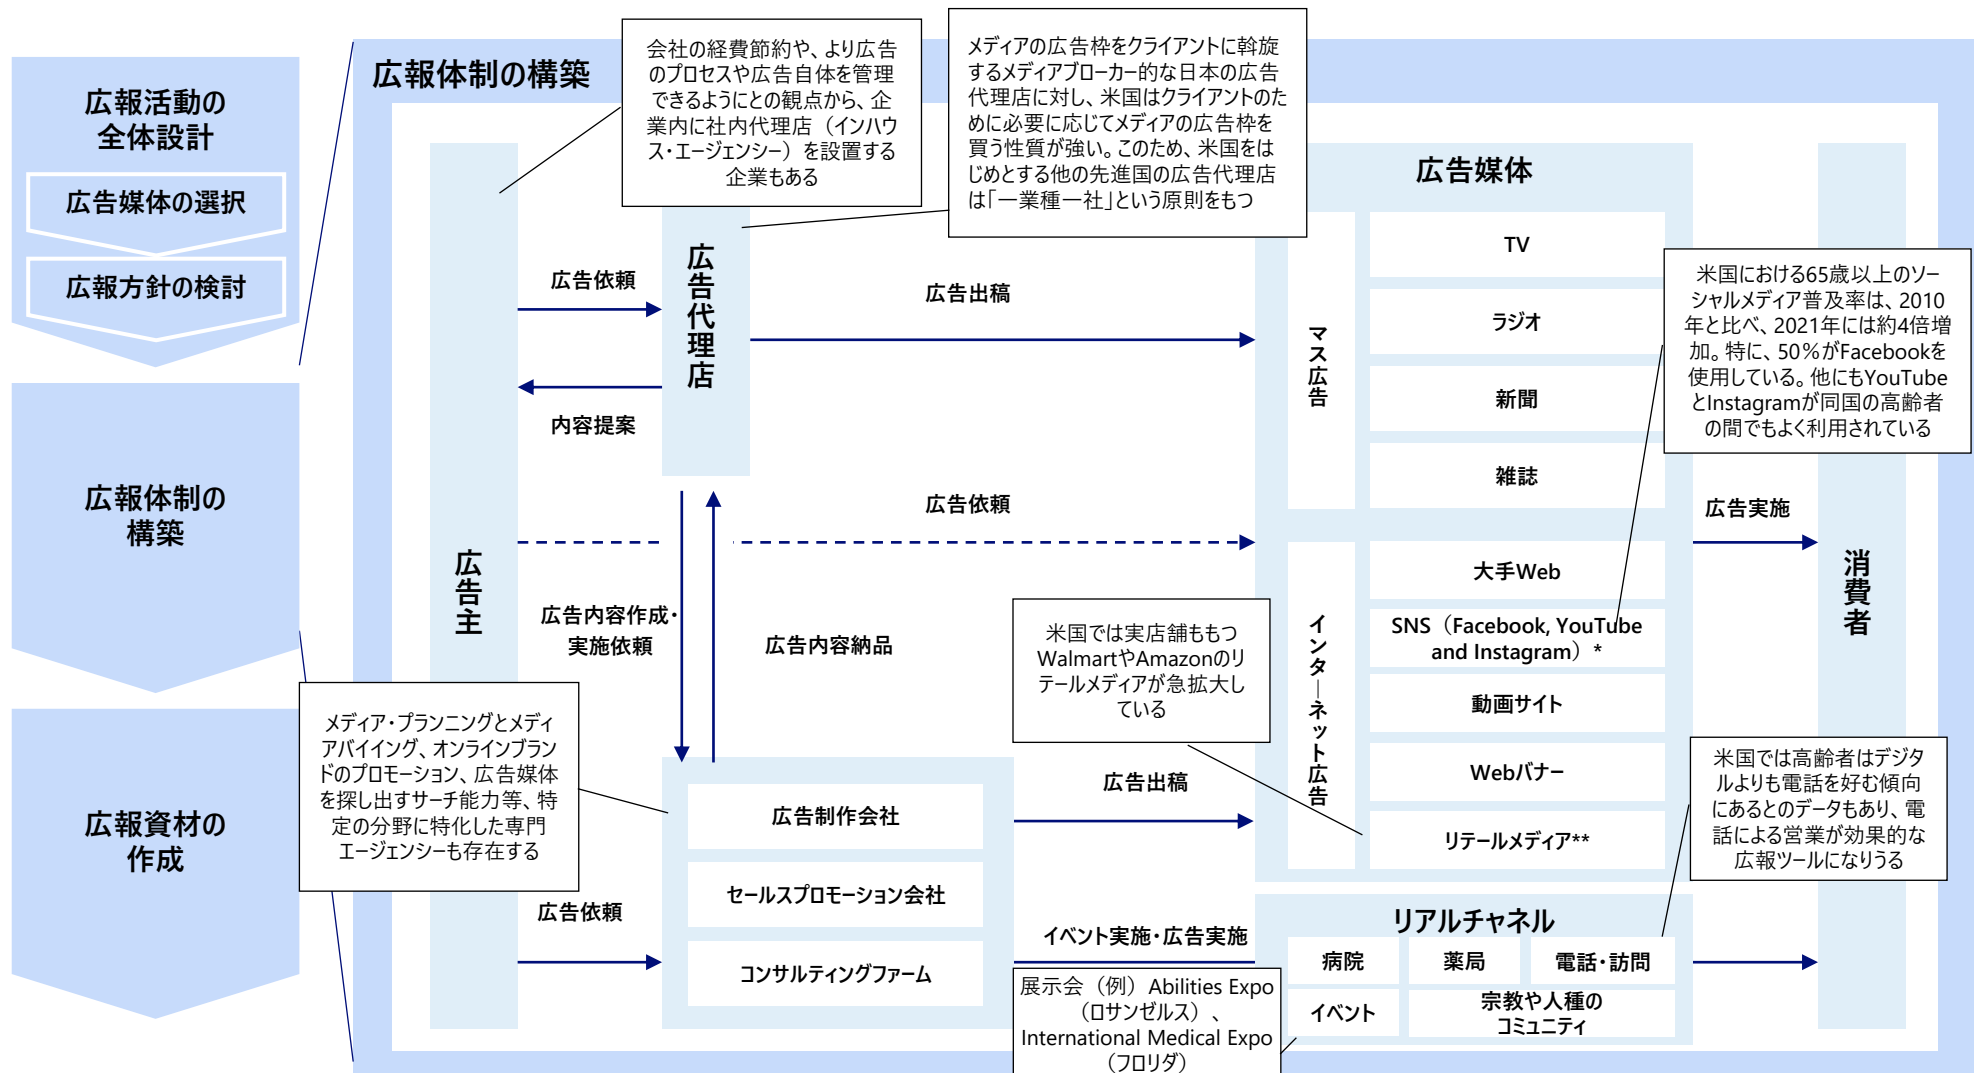 広報活動の
全体設計
広告媒体の選択
広報方針の検討
広報体制の
構築
広報資材の
作成
広報体制の構築
会社の経費節約や、より広告
のプロセスや広告自体を管理
できるようにとの観点から、企
業内に社内代理店（インハウ
ス・エージェンシー）を設置する
企業もある
メディアの広告枠をクライアントに斡旋
するメディアブローカー的な日本の広告
代理店に対し、米国はクライアントのた
めに必要に応じてメディアの広告枠を
買う性質が強い。このため、米国をは
じめとする他の先進国の広告代理店
は「一業種一社」という原則をもつ
広告主
広告依頼
内容提案
広告代理店
広告出稿
広告依頼
広告内容作成・
実施依頼
広告内容納品
メディア・プランニングとメディ
アバイイング、オンラインブラン
ドのプロモーション、広告媒体
を探し出すサーチ能力等、特
定の分野に特化した専門
エージェンシーも存在する
広告依頼
広告制作会社
セールスプロモーション会社
コンサルティングファーム
広告出稿
イベント実施・広告実施
米国では実店舗ももつ
WalmartやAmazonのリ
テールメディアが急拡大し
ている
展示会（例）Abilities Expo
（ロサンゼルス）、
International Medical Expo
（フロリダ）
広告媒体
マス広告
TV
ラジオ
新聞
雑誌
インターネット広告
大手Web
SNS（Facebook, YouTube
and Instagram）*
動画サイト
Webバナー
リテールメディア**
リアルチャネル
病院
薬局
電話・訪問
イベント
宗教や人種の
コミュニティ
米国における65歳以上のソー
シャルメディア普及率は、2010
年と比べ、2021年には約4倍増
加。特に、50％がFacebookを
使用している。他にもYouTube
とInstagramが同国の高齢者
の間でもよく利用されている
広告実施
米国では高齢者はデジタ
ルよりも電話を好む傾向
にあるとのデータもあり、電
話による営業が効果的な
広報ツールになりうる
消費者